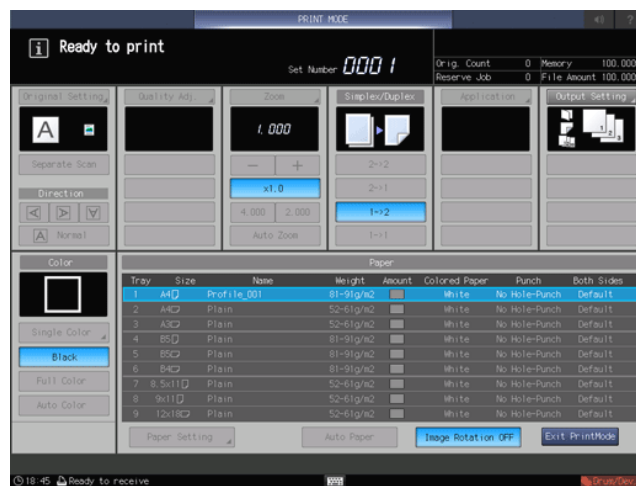 PRINT MODE
Ready to print
Set Number 0001
Orig. Count 0 Memory 100.000
Reserve Job 0 File Amount 100.000
Original Setting Quality Adj. Zoom Simplex/Duplex Application Output Setting
A 1.000 1 2 3
Separate Scan - + 2->2
Direction x1.0 2->1
4.000 2.000 1->2
A Normal Auto Zoom 1->1
Color Paper
Tray Size Name Weight Amount Colored Paper Punch Both Sides
1 A4 Profile_001 81-91g/m2 White No Hole-Punch Default
2 A4 Plain 52-61g/m2 White No Hole-Punch Default
3 A3 Plain 52-61g/m2 White No Hole-Punch Default
4 B5 Plain 81-91g/m2 White No Hole-Punch Default
5 B5 Plain 81-91g/m2 White No Hole-Punch Default
6 B4 Plain 81-91g/m2 White No Hole-Punch Default
7 8.5x11 Plain 52-61g/m2 White No Hole-Punch Default
8 9x11 Plain 52-61g/m2 White No Hole-Punch Default
9 12x18 Plain 52-61g/m2 White No Hole-Punch Default
Single Color
Black
Full Color
Auto Color
Paper Setting Auto Paper Image Rotation OFF Exit PrintMode
18:45 Ready to receive Drum/Dev.